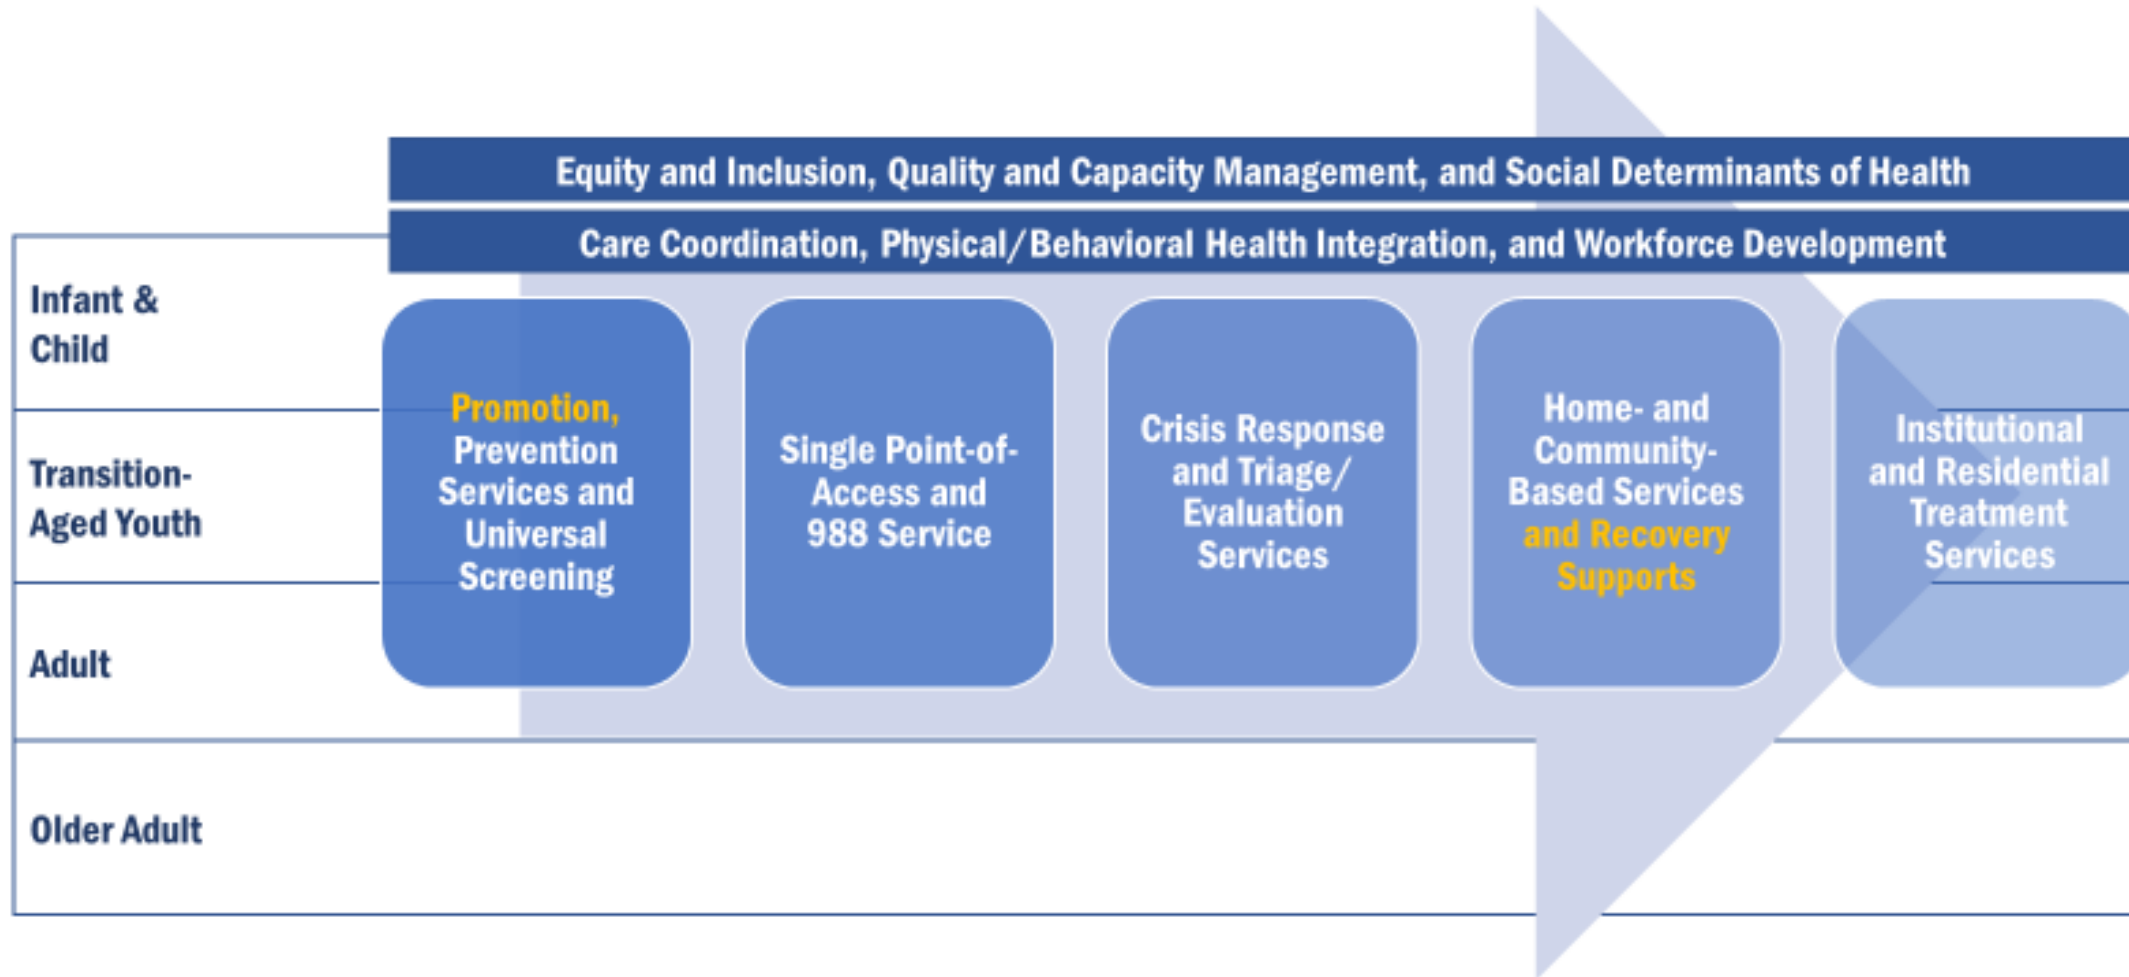 Equity and Inclusion, Quality and Capacity Management, and Social Determinants of Health
Care Coordination, Physical/Behavioral Health Integration, and Workforce Development
Infant &
Child
Transition-
Aged Youth
Adult
Older Adult
Promotion,
Prevention
Services and
Universal
Screening
Single Point-of-
Access and
988 Service
Crisis Response
and Triage/
Evaluation
Services
Home- and
Community-
Based Services
and Recovery
Supports
Institutional
and Residential
Treatment
Services